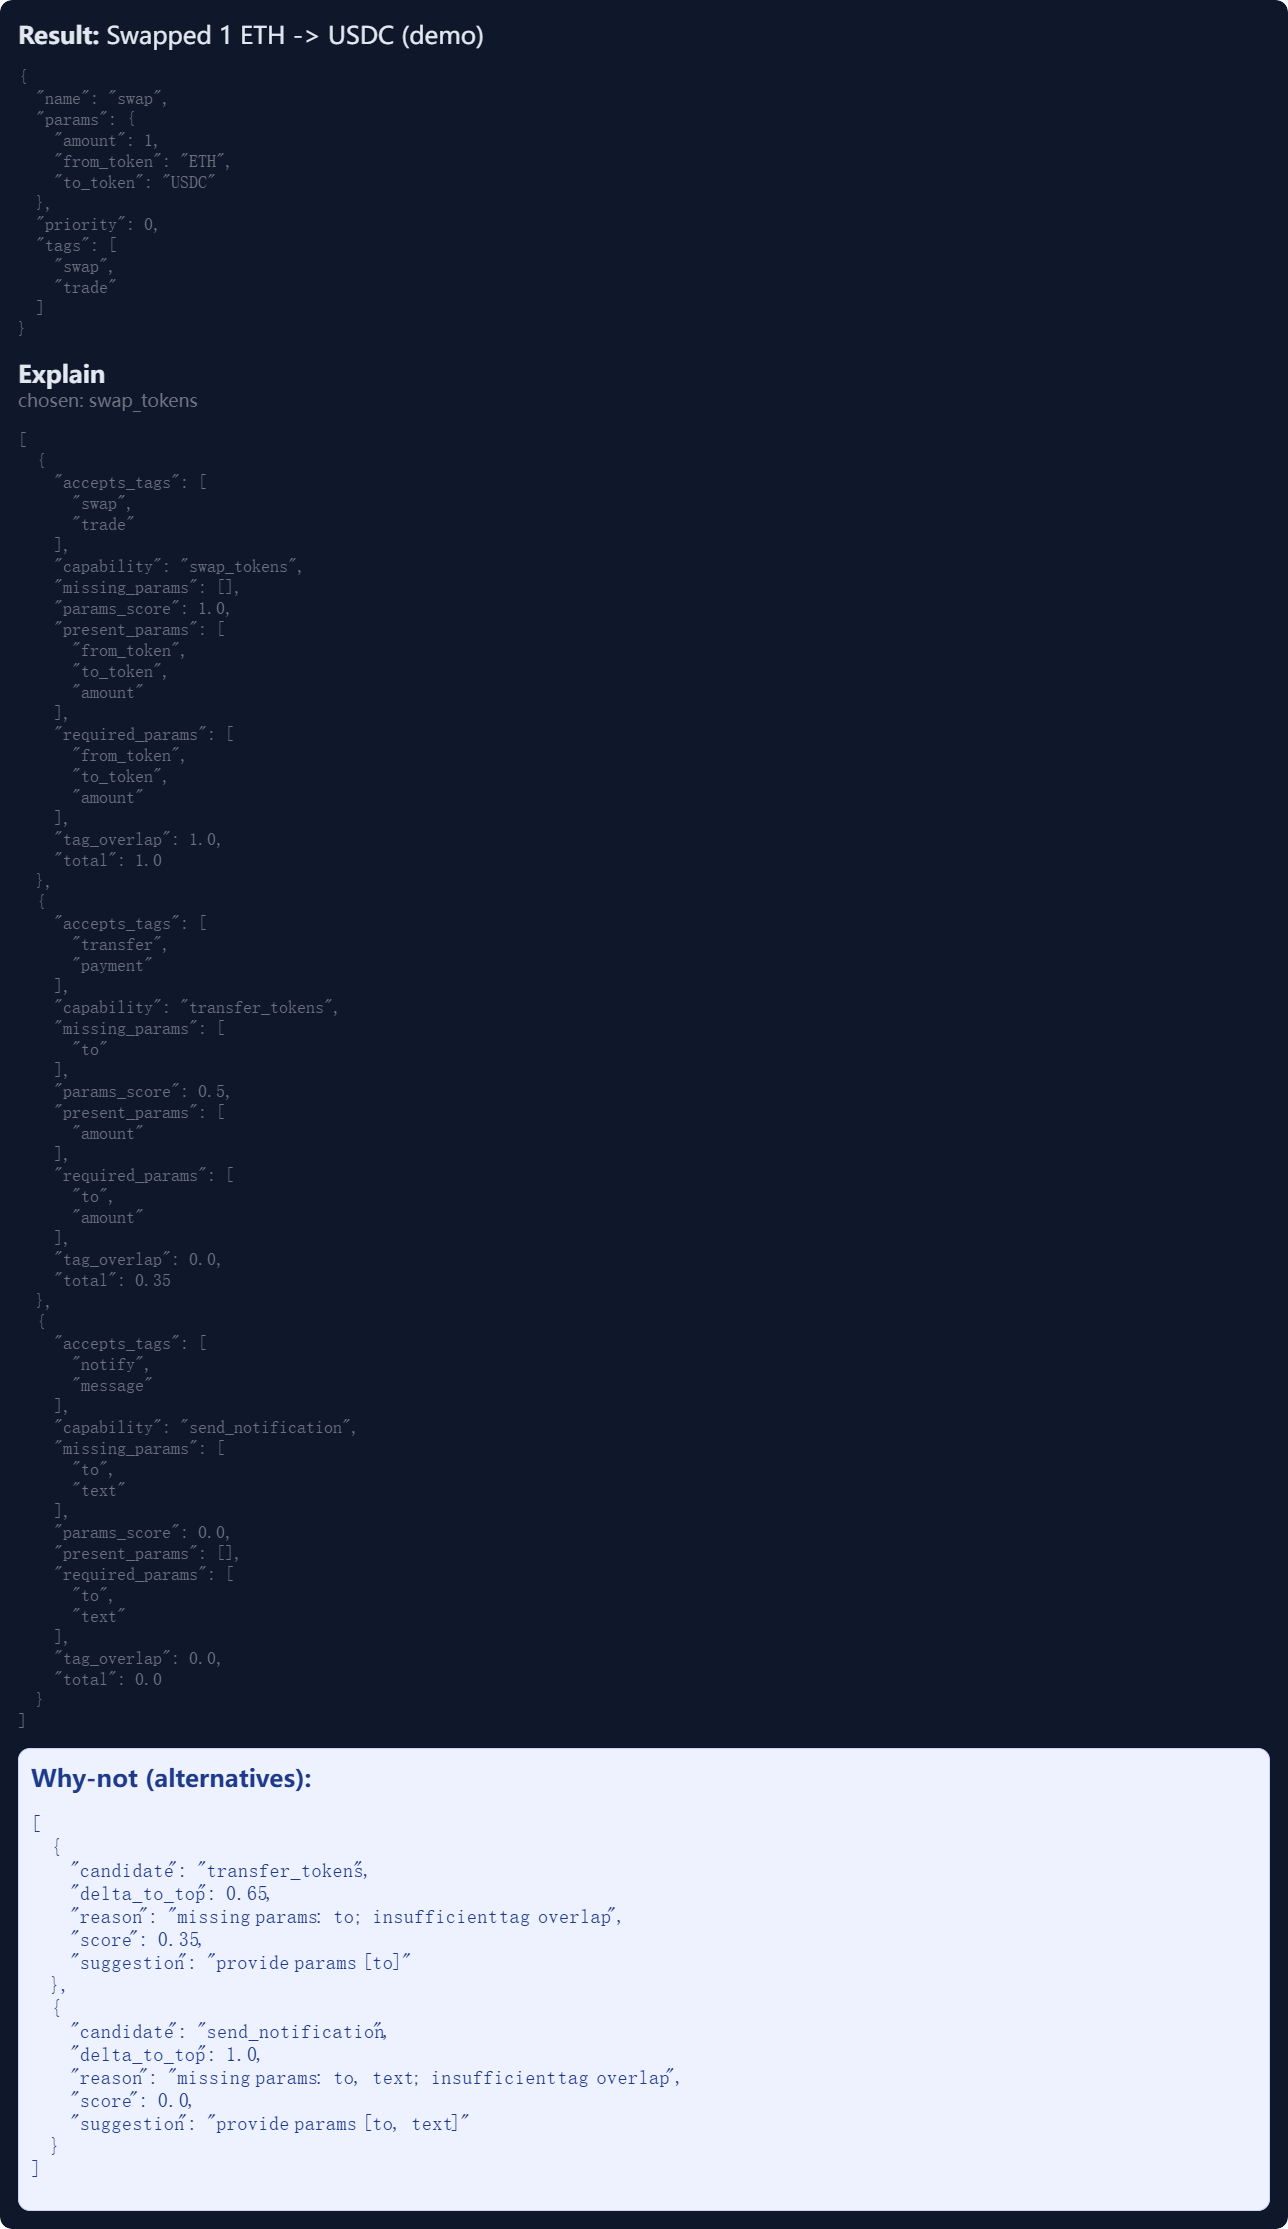 Result: Swapped 1 ETH -> USDC (demo)
{
  "name": "swap",
  "params": {
    "amount": 1,
    "from_token": "ETH",
    "to_token": "USDC"
  },
  "priority": 0,
  "tags": [
    "swap",
    "trade"
  ]
}
Explain
chosen: swap_tokens
[
  {
    "accepts_tags": [
      "swap",
      "trade"
    ],
    "capability": "swap_tokens",
    "missing_params": [],
    "params_score": 1.0,
    "present_params": [
      "from_token",
      "to_token",
      "amount"
    ],
    "required_params": [
      "from_token",
      "to_token",
      "amount"
    ],
    "tag_overlap": 1.0,
    "total": 1.0
  },
  {
    "accepts_tags": [
      "transfer",
      "payment"
    ],
    "capability": "transfer_tokens",
    "missing_params": [
      "to"
    ],
    "params_score": 0.5,
    "present_params": [
      "amount"
    ],
    "required_params": [
      "to",
      "amount"
    ],
    "tag_overlap": 0.0,
    "total": 0.35
  },
  {
    "accepts_tags": [
      "notify",
      "message"
    ],
    "capability": "send_notification",
    "missing_params": [
      "to",
      "text"
    ],
    "params_score": 0.0,
    "present_params": [],
    "required_params": [
      "to",
      "text"
    ],
    "tag_overlap": 0.0,
    "total": 0.0
  }
]
Why-not (alternatives):
[
  {
    "candidate": "transfer_tokens",
    "delta_to_top": 0.65,
    "reason": "missing params: to; insufficient tag overlap",
    "score": 0.35,
    "suggestion": "provide params [to]"
  },
  {
    "candidate": "send_notification",
    "delta_to_top": 1.0,
    "reason": "missing params: to, text; insufficient tag overlap",
    "score": 0.0,
    "suggestion": "provide params [to, text]"
  }
]